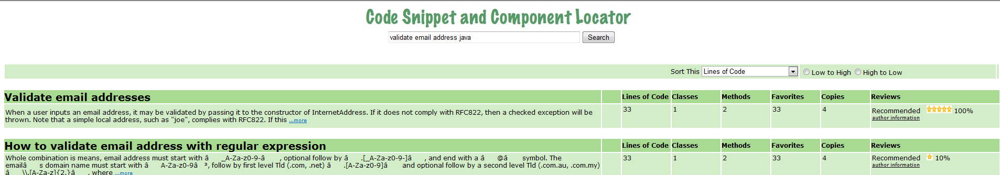 Code Snippet and Component Locator
validate email address java Search
Sort This Lines of Code Low to High High to Low
Validate email addresses Lines of Code Classes Methods Favorites Copies Reviews
When a user inputs an email address, it may be validated by passing it to the constructor of InternetAddress. If it does not comply with RFC822, then a checked exception will be 33 1 2 33 4 Recommended 100%
thrown. Note that a simple local address, such as "joe", complies with RFC822. If this ...more author information
How to validate email address with regular expression Lines of Code Classes Methods Favorites Copies Reviews
Whole combination is means, email address must start with â _A-Za-z0-9-â , optional follow by â .[_A-Za-z0-9-]â , and end with a â @â symbol. The 33 1 2 33 4 Recommended 10%
emailâ s domain name must start with â A-Za-z0-9â ³, follow by first level Tld (.com, .net) â .[A-Za-z0-9]â and optional follow by a second level Tld (.com.au, .com.my) author information
â \\.[A-Za-z]{2,}â , where ...more